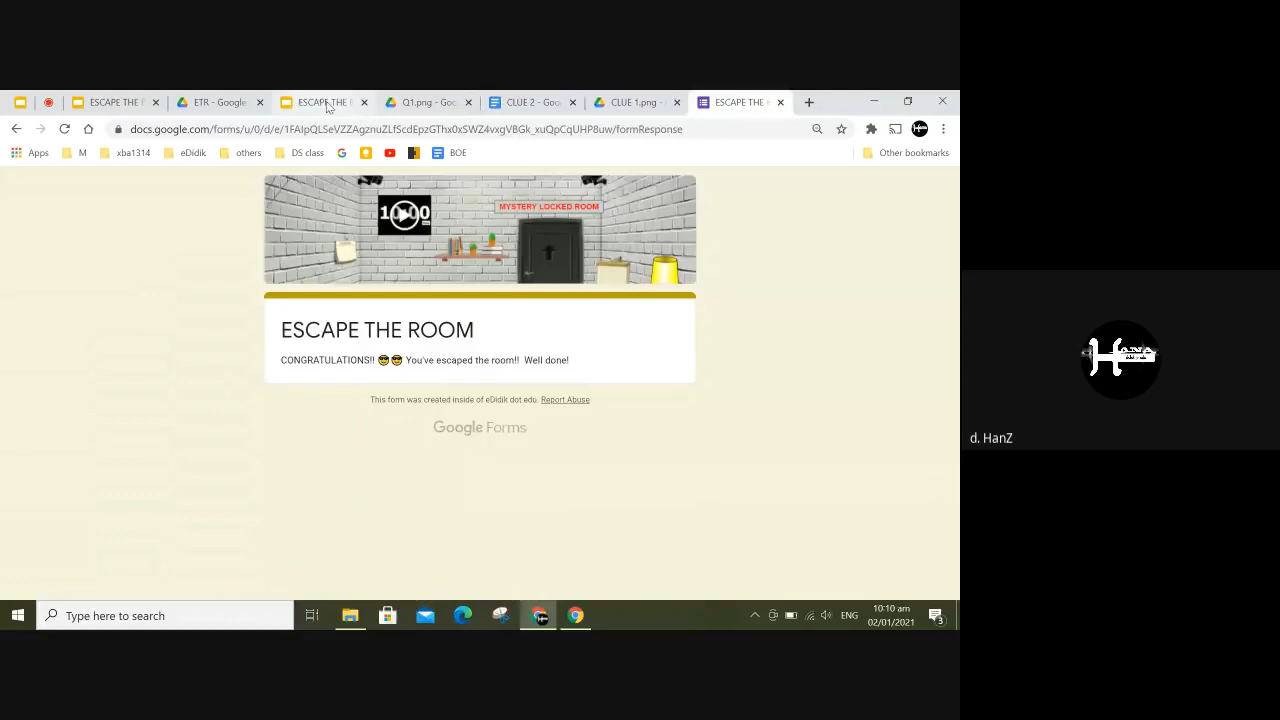 ESCAPE THE
ETR - Google
ESCAPE THE
Q1.png - Goo
CLUE 2 - Goo
CLUE 1.png -
ESCAPE THE
docs.google.com/forms/u/0/d/e/1FAIpQLSeVZZAgznuZLfScdEpzGThx0xSWZ4vxgVBGk_xuQpCqUHP8uw/formResponse
Apps
M
xba1314
eDidik
others
DS class
BOE
Other bookmarks
10:00
MYSTERY LOCKED ROOM
ESCAPE THE ROOM
CONGRATULATIONS!! 😎😎 You've escaped the room!! Well done!
This form was created inside of eDidik dot edu. Report Abuse
Google Forms
d. HanZ
Type here to search
ENG
10:10 am
02/01/2021
3